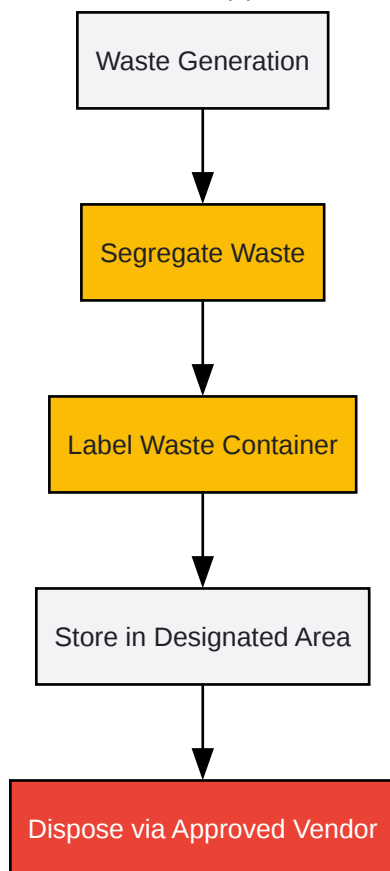 Waste Generation
Segregate Waste
Label Waste Container
Store in Designated Area
Dispose via Approved Vendor